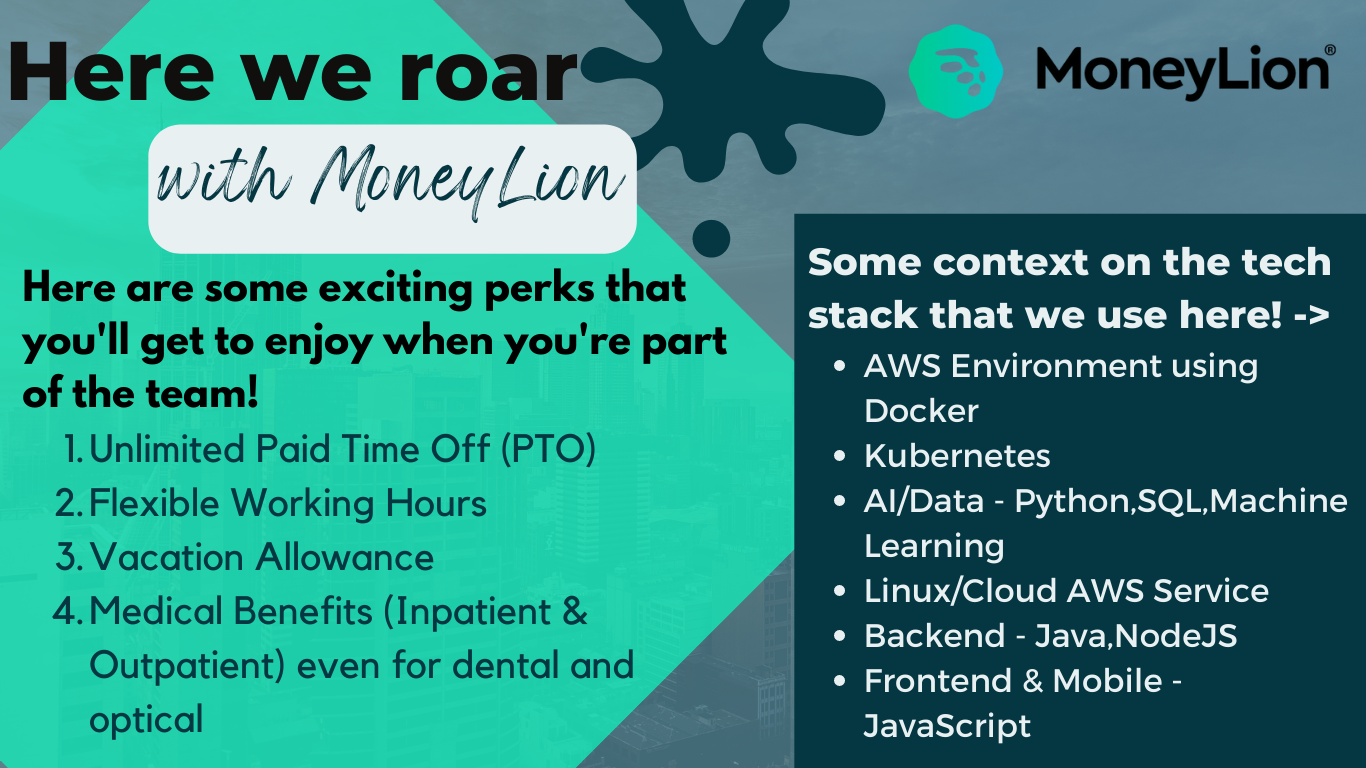 Here we roar
with MoneyLion
MoneyLion®
Here are some exciting perks that
you'll get to enjoy when you're part
of the team!
1. Unlimited Paid Time Off (PTO)
2. Flexible Working Hours
3. Vacation Allowance
4. Medical Benefits (Inpatient &
Outpatient) even for dental and
optical
Some context on the tech
stack that we use here! ->
• AWS Environment using
Docker
• Kubernetes
• AI/Data - Python,SQL,Machine
Learning
• Linux/Cloud AWS Service
• Backend - Java,NodeJS
• Frontend & Mobile -
JavaScript